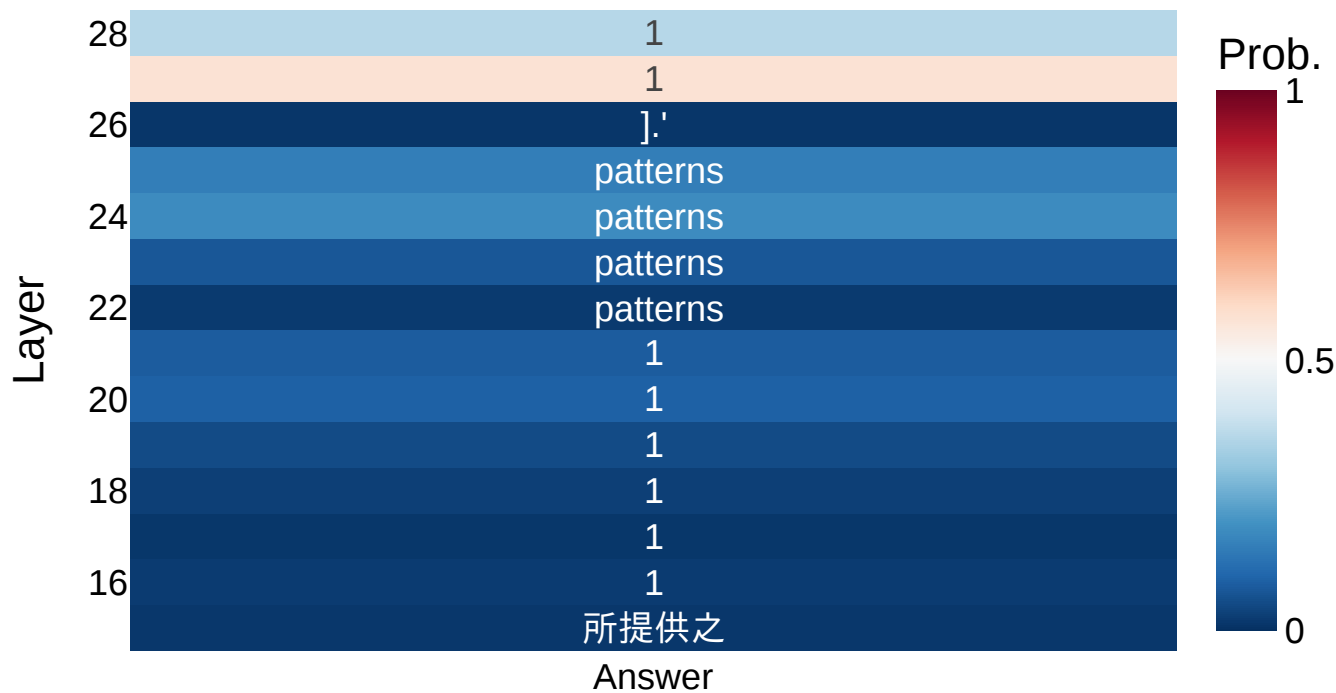 Prob.
28 1
1
26 ].'
patterns
24 patterns
patterns
22 patterns
1
20 1
1
18 1
1
16 1
所提供之
Layer
Answer
1
0.5
0